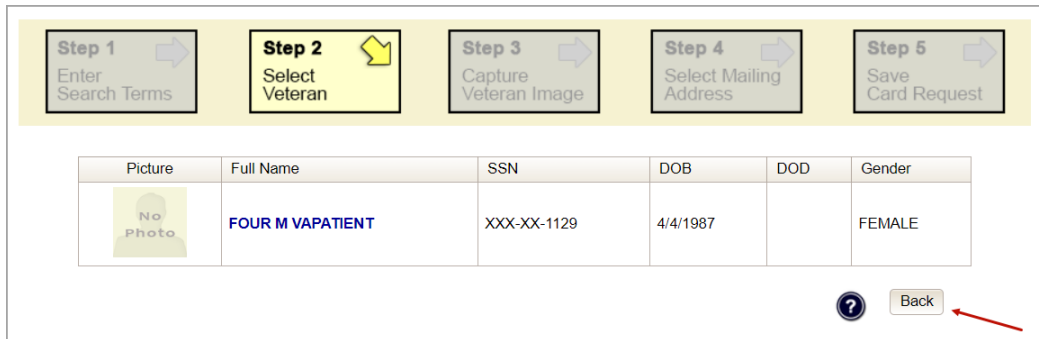 Step 1
Enter
Search Terms
Step 2
Select
Veteran
Step 3
Capture
Veteran Image
Step 4
Select Mailing
Address
Step 5
Save
Card Request
Picture Full Name SSN DOB DOD Gender
No
Photo
FOUR M VAPATIENT XXX-XX-1129 4/4/1987 FEMALE
? Back